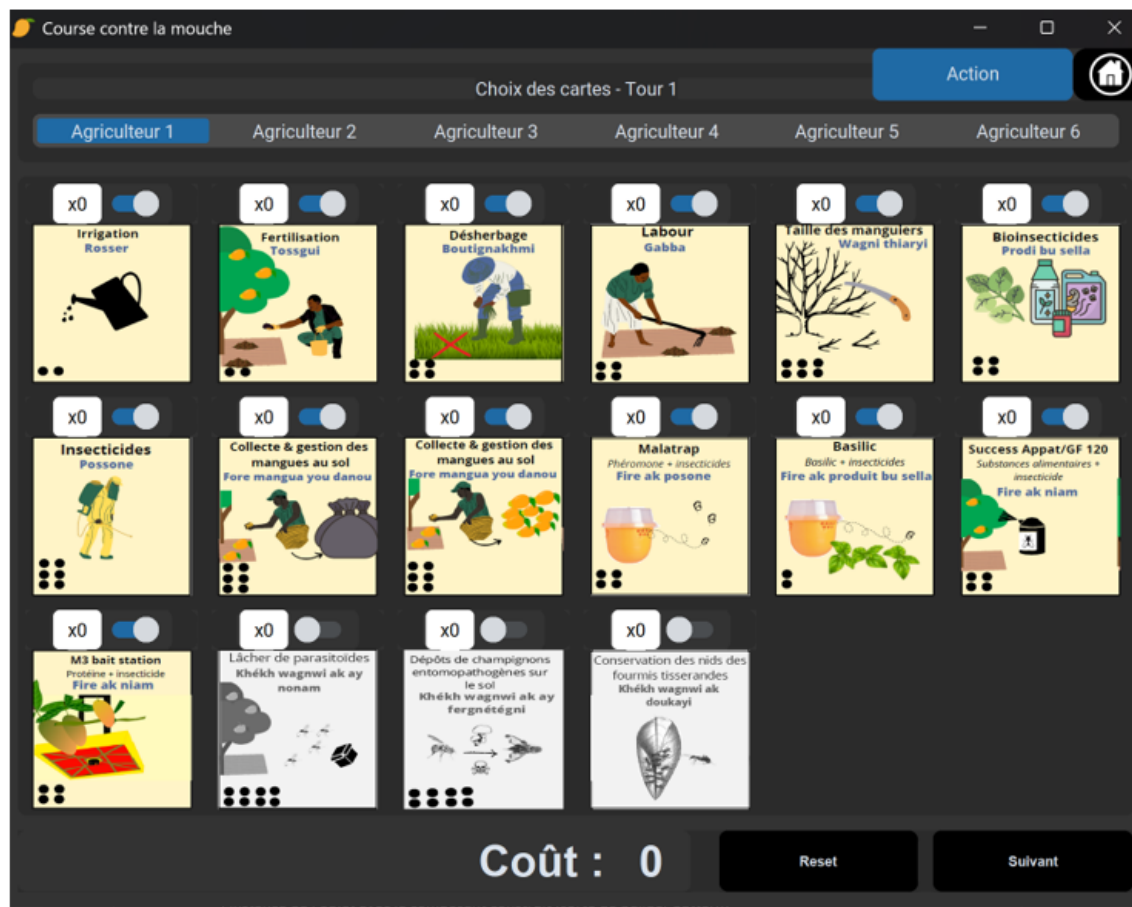 Course contre la mouche
Action
Choix des cartes - Tour 1
Agriculteur 1 Agriculteur 2 Agriculteur 3 Agriculteur 4 Agriculteur 5 Agriculteur 6
x0 x0 x0 x0 x0 x0
Irrigation
Rosser
Fertilisation
Tossgui
Désherbage
Boutignakhmi
Labour
Gabba
Taille des manguiers
Wagni thiaryi
Bioinsecticides
Prodi bu sella
x0 x0 x0 x0 x0 x0
Insecticides
Possone
Collecte & gestion des
mangues au sol
Fore mangua you danou
Collecte & gestion des
mangues au sol
Fore mangua you danou
Malatrap
Phéromone + insecticides
Fire ak posone
Basilic
Basilic + insecticides
Fire ak produit bu sella
Success Appat/GF 120
Substances alimentaires +
insecticide
Fire ak niam
x0 x0 x0 x0
M3 bait station
Protéine + insecticide
Fire ak niam
Lâcher de parasitoïdes
Khékh wagnwi ak ay
nonam
Dépôts de champignons
entomopathogènes sur
le sol
Khékh wagnwi ak ay
fergnétégni
Conservation des nids des
fourmis tisserandes
Khékh wagnwi ak
doukayi
Coût : 0
Reset
Suivant